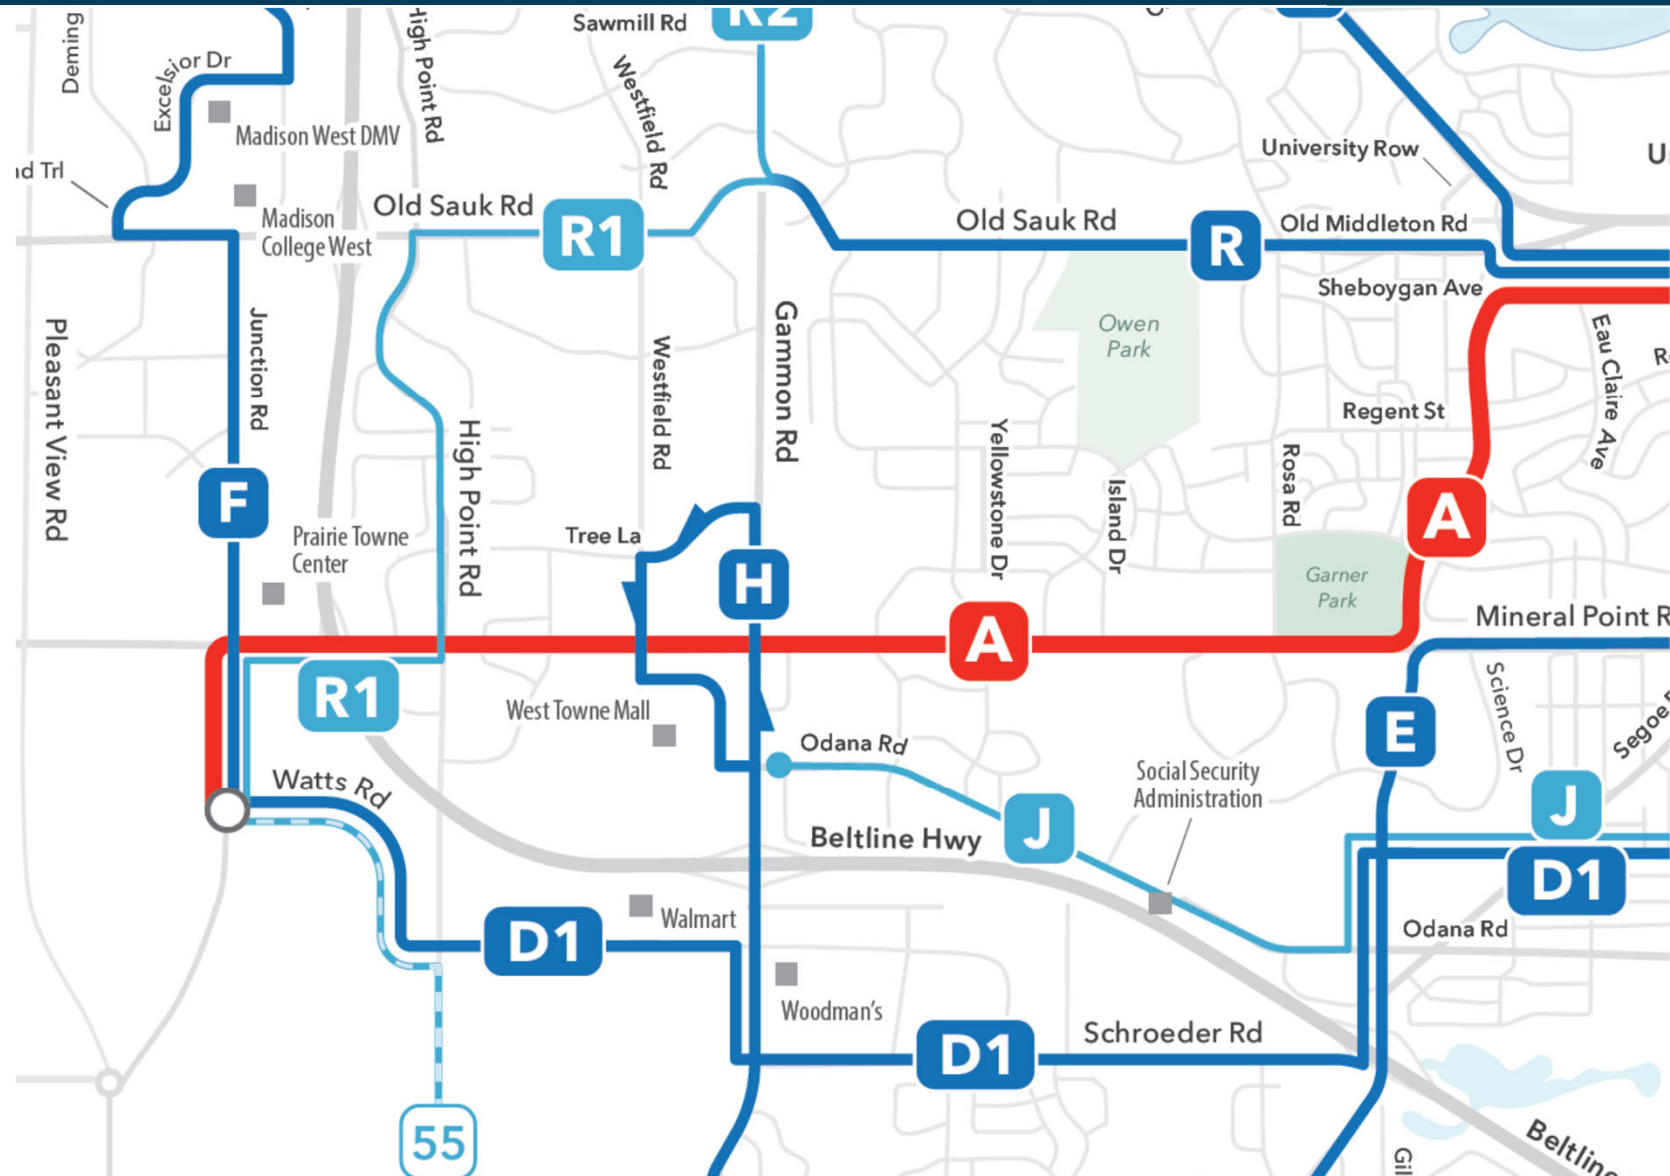 R2
Sawmill Rd
Deming
Excelsior Dr
High Point Rd
Westfield Rd
Madison West DMV
University Row
nd Trl
Madison
College West
Old Sauk Rd
R1
Old Sauk Rd
R
Old Middleton Rd
Sheboygan Ave
Pleasant View Rd
Junction Rd
Westfield Rd
Gammon Rd
Owen
Park
Eau Claire Ave
Regent St
High Point Rd
Yellowstone Dr
Island Dr
Rosa Rd
F
A
Prairie Towne
Center
Tree La
H
Garner
Park
Mineral Point R
A
R1
West Towne Mall
E
Science Dr
Segoe
Odana Rd
Watts Rd
Social Security
Administration
J
J
Beltline Hwy
D1
Walmart
D1
Odana Rd
Woodman's
D1
Schroeder Rd
55
Beltline